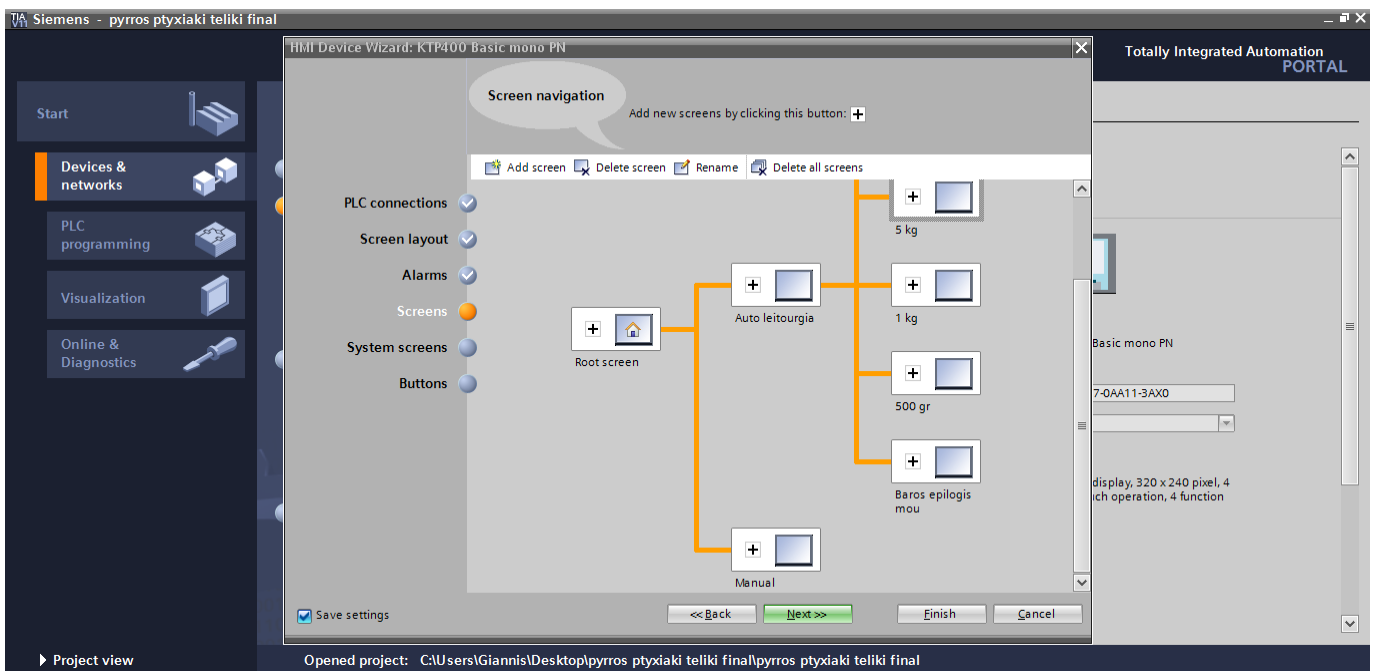 TIA V11 Siemens - pyrros ptyxiaki teliki final
HMI Device Wizard: KTP400 Basic mono PN
Totally Integrated Automation
PORTAL
Start
Devices &
networks
PLC
programming
Visualization
Online &
Diagnostics
Screen navigation
Add new screens by clicking this button:
Add screen Delete screen Rename Delete all screens
PLC connections
Screen layout
Alarms
Screens
System screens
Buttons
5 kg
Auto leitourgia
1 kg
Root screen
500 gr
Baros epilogis
mou
Manual
Basic mono PN
7-0AA11-3AX0
display, 320 x 240 pixel, 4
ch operation, 4 function
Save settings
<<Back
Next>>
Finish
Cancel
Project view
Opened project: C:\Users\Giannis\Desktop\pyrros ptyxiaki teliki final\pyrros ptyxiaki teliki final